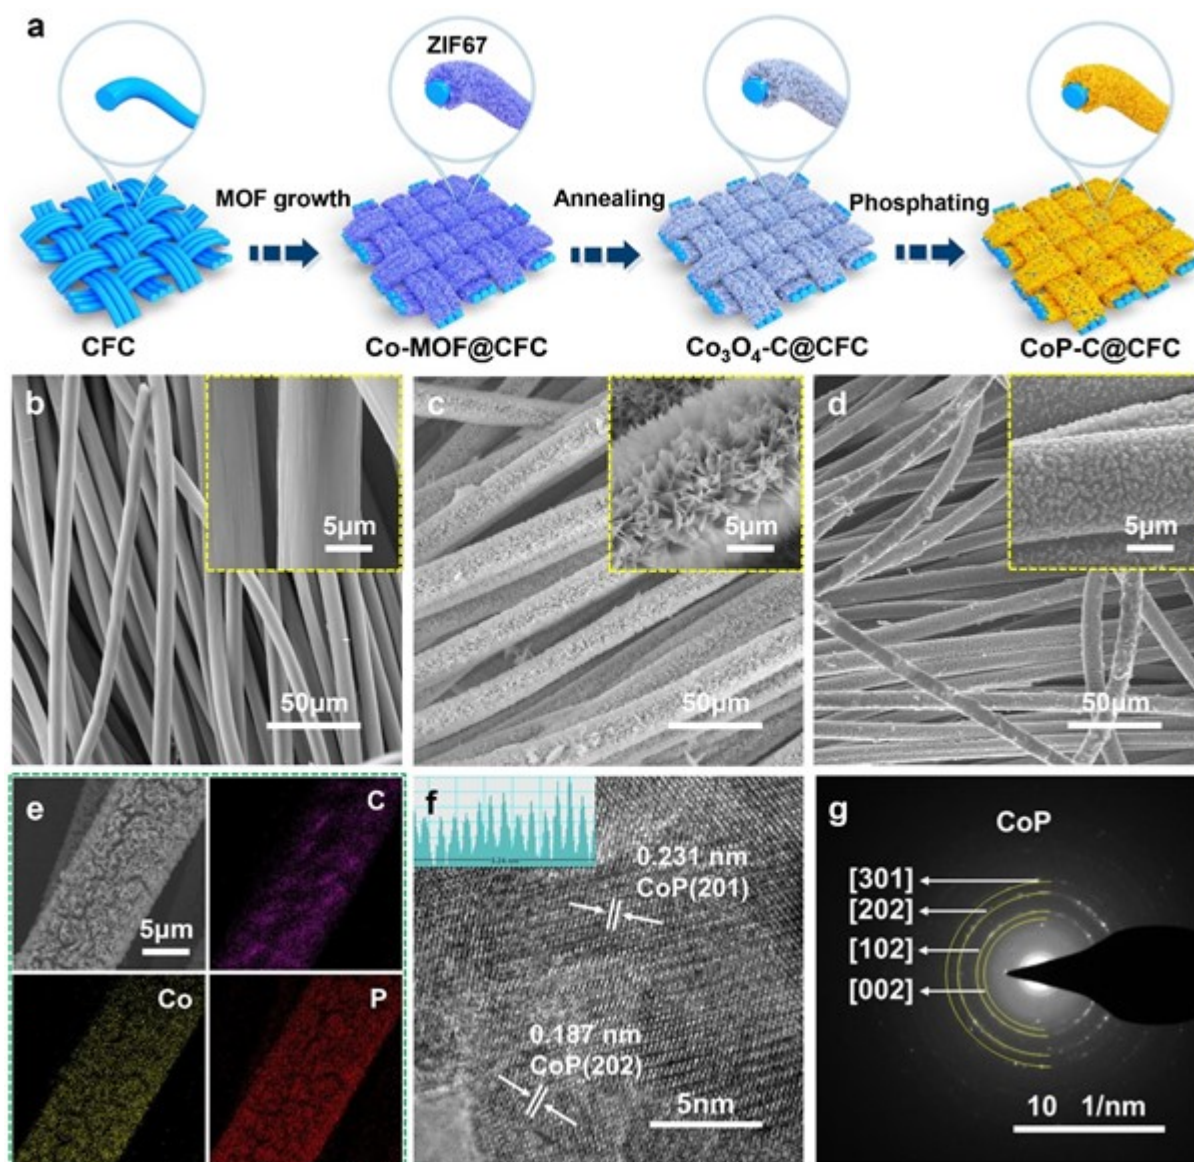 a
ZIF67
MOF growth
Annealing
Phosphating
CFC
Co-MOF@CFC
Co₃O₄-C@CFC
CoP-C@CFC
b
5μm
50μm
c
5μm
50μm
d
5μm
50μm
e
5μm
C
Co
P
f
0.231 nm
CoP(201)
0.187 nm
CoP(202)
5nm
g
CoP
[301]
[202]
[102]
[002]
10 1/nm